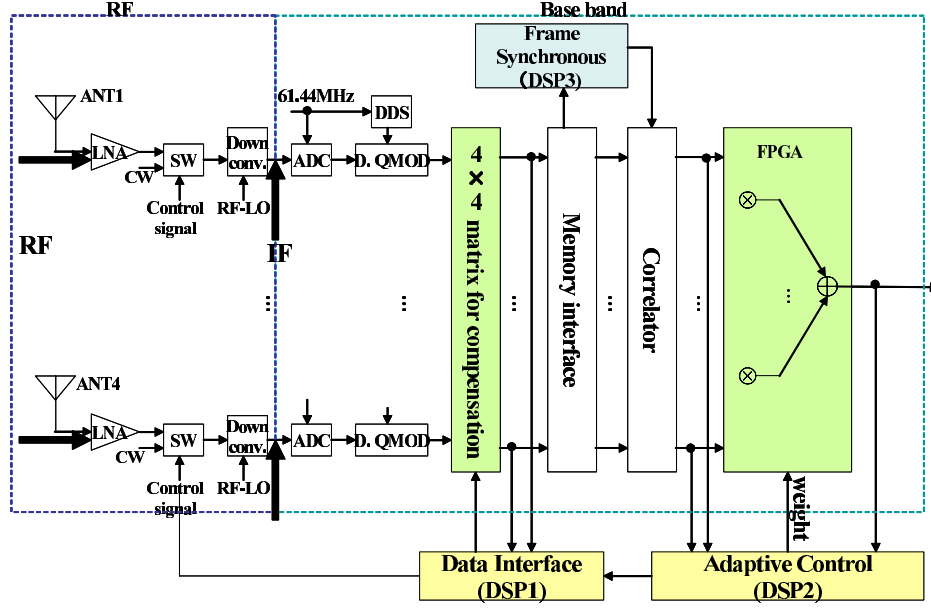 RF
Base band
Frame
Synchronous
(DSP3)
ANT1
61.44MHz
DDS
LNA
CW
SW
Down
conv.
ADC
D. QMOD
Control
signal
RF-LO
RF
IF
4×4 matrix for compensation
Memory interface
Correlator
FPGA
...
...
...
...
...
...
ANT4
LNA
CW
SW
Down
conv.
ADC
D. QMOD
Control
signal
RF-LO
weight
Data Interface
(DSP1)
Adaptive Control
(DSP2)